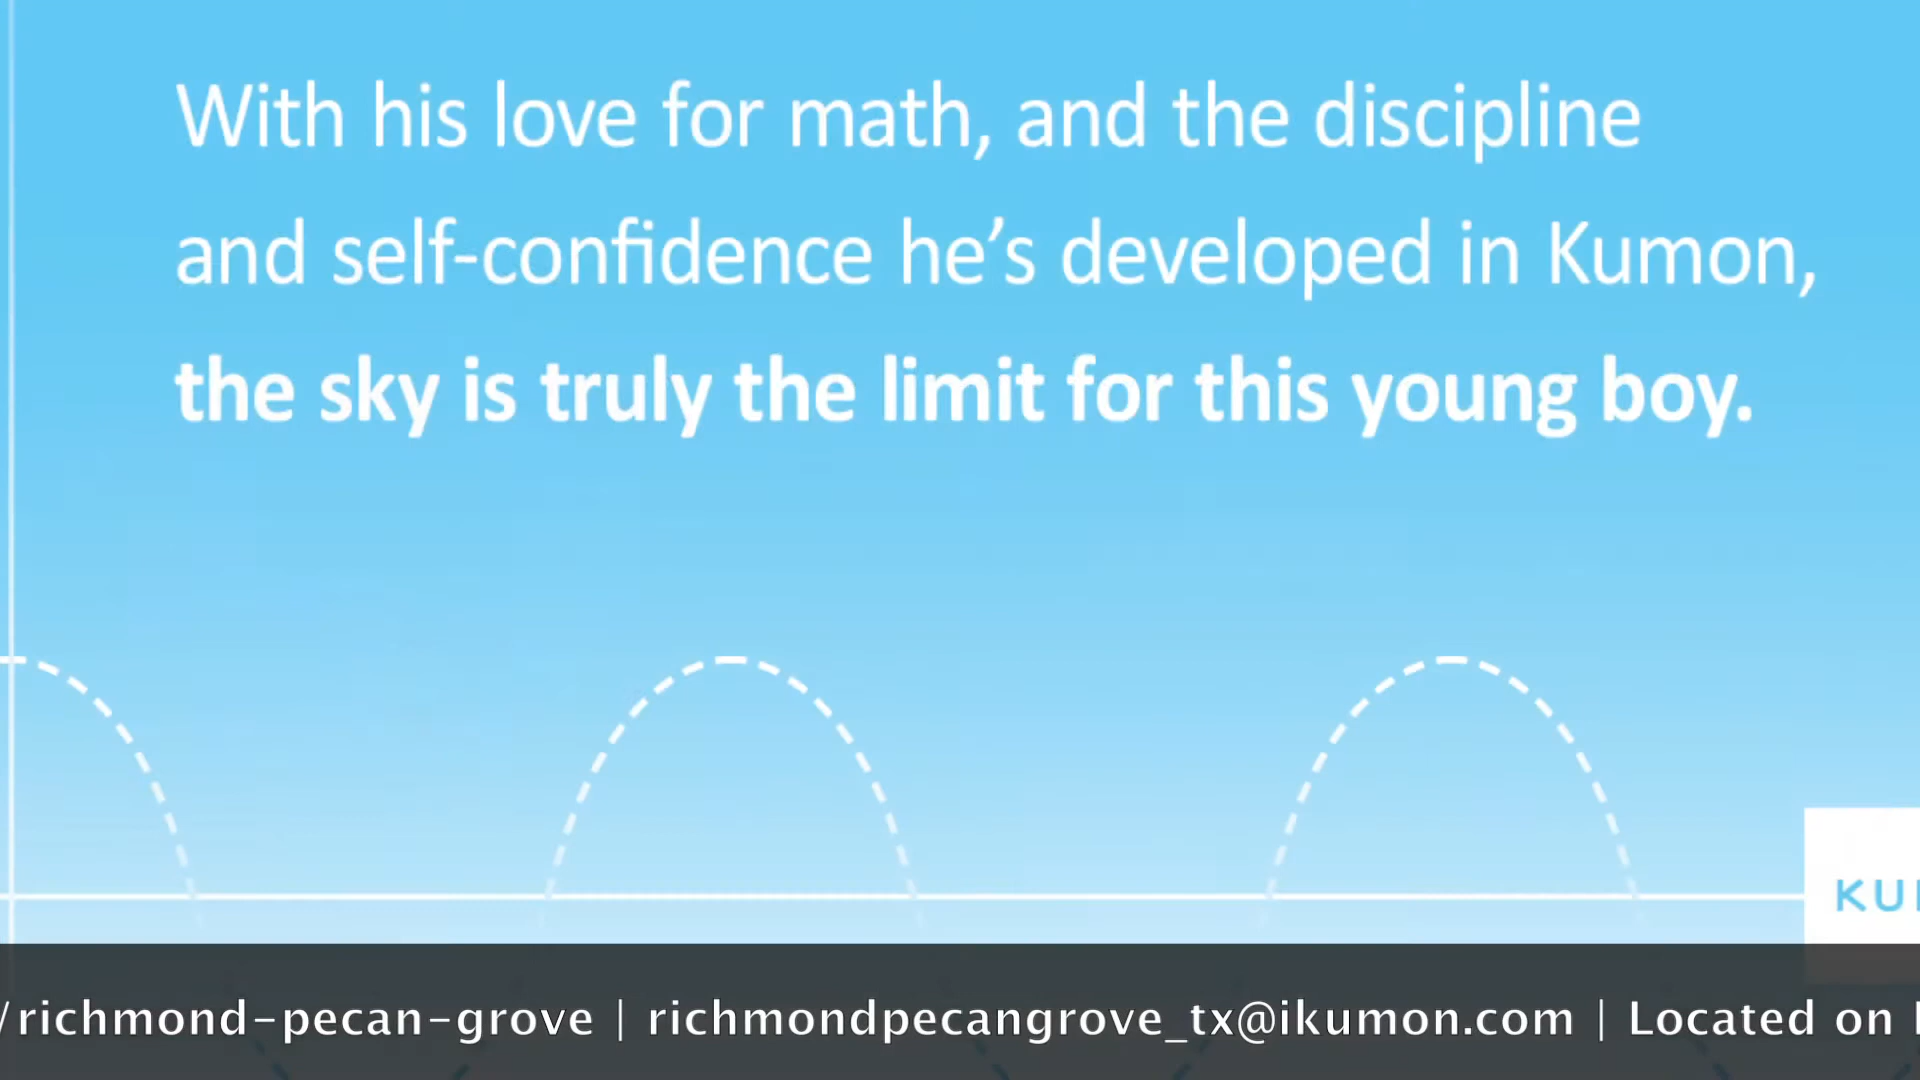 With his love for math, and the discipline
and self-confidence he’s developed in Kumon,
the sky is truly the limit for this young boy.
KU
/richmond-pecan-grove | richmondpecangrove_tx@ikumon.com | Located on